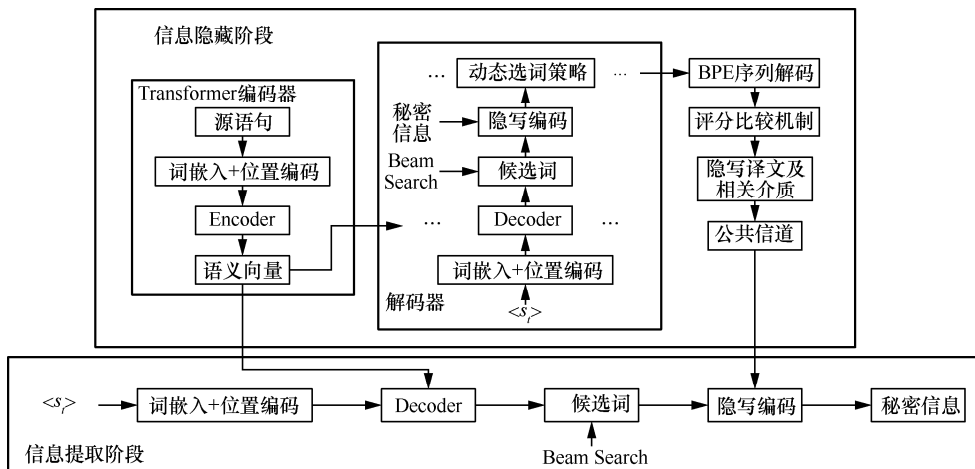 信息隐藏阶段
Transformer编码器
源语句
词嵌入+位置编码
Encoder
语义向量
… 动态选词策略 …
秘密
信息
隐写编码
Beam
Search
候选词
… Decoder …
词嵌入+位置编码
解码器
<s_t>
BPE序列解码
评分比较机制
隐写译文及
相关介质
公共信道
<s_t>
词嵌入+位置编码
Decoder
候选词
隐写编码
秘密信息
信息提取阶段
Beam Search